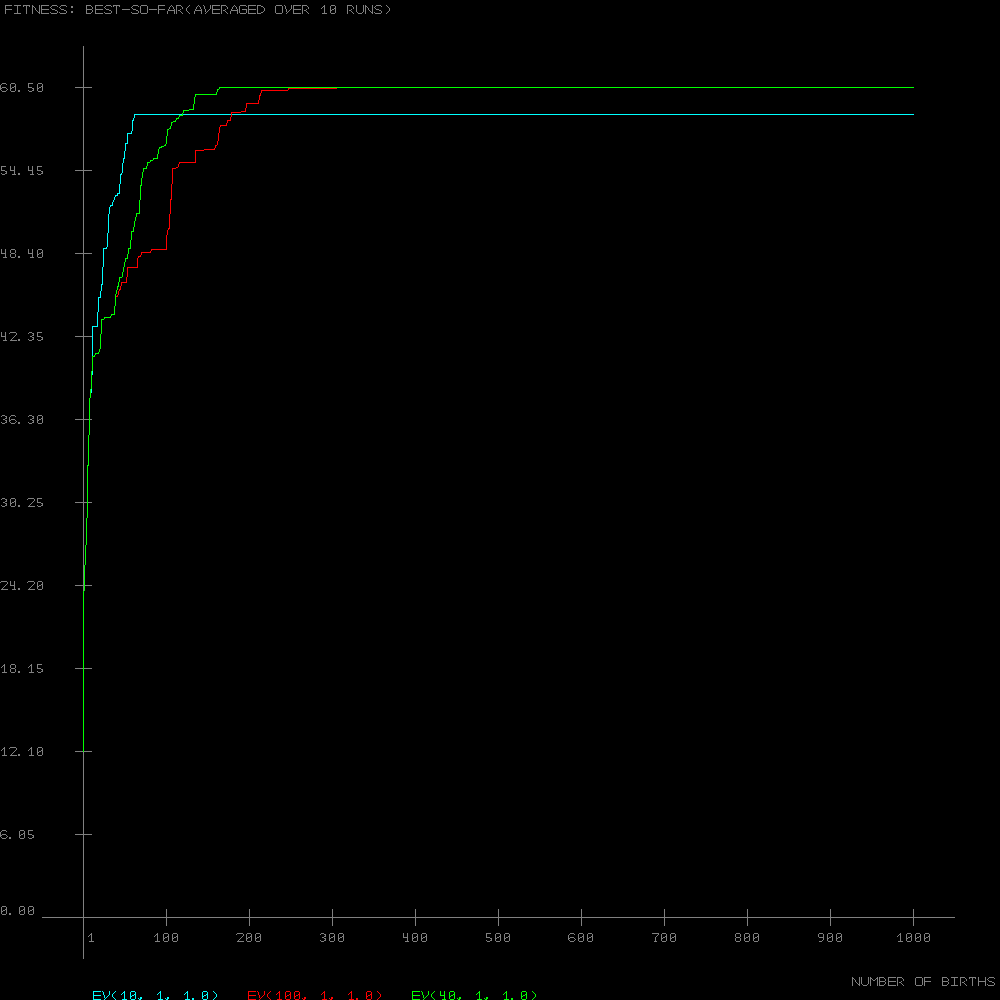 FITNESS: BEST-SO-FAR(AVERAGED OVER 10 RUNS)
60.50
54.45
48.40
42.35
36.30
30.25
24.20
18.15
12.10
6.05
0.00
1 100 200 300 400 500 600 700 800 900 1000
NUMBER OF BIRTHS
EV(10, 1, 1.0) EV(100, 1, 1.0) EV(40, 1, 1.0)